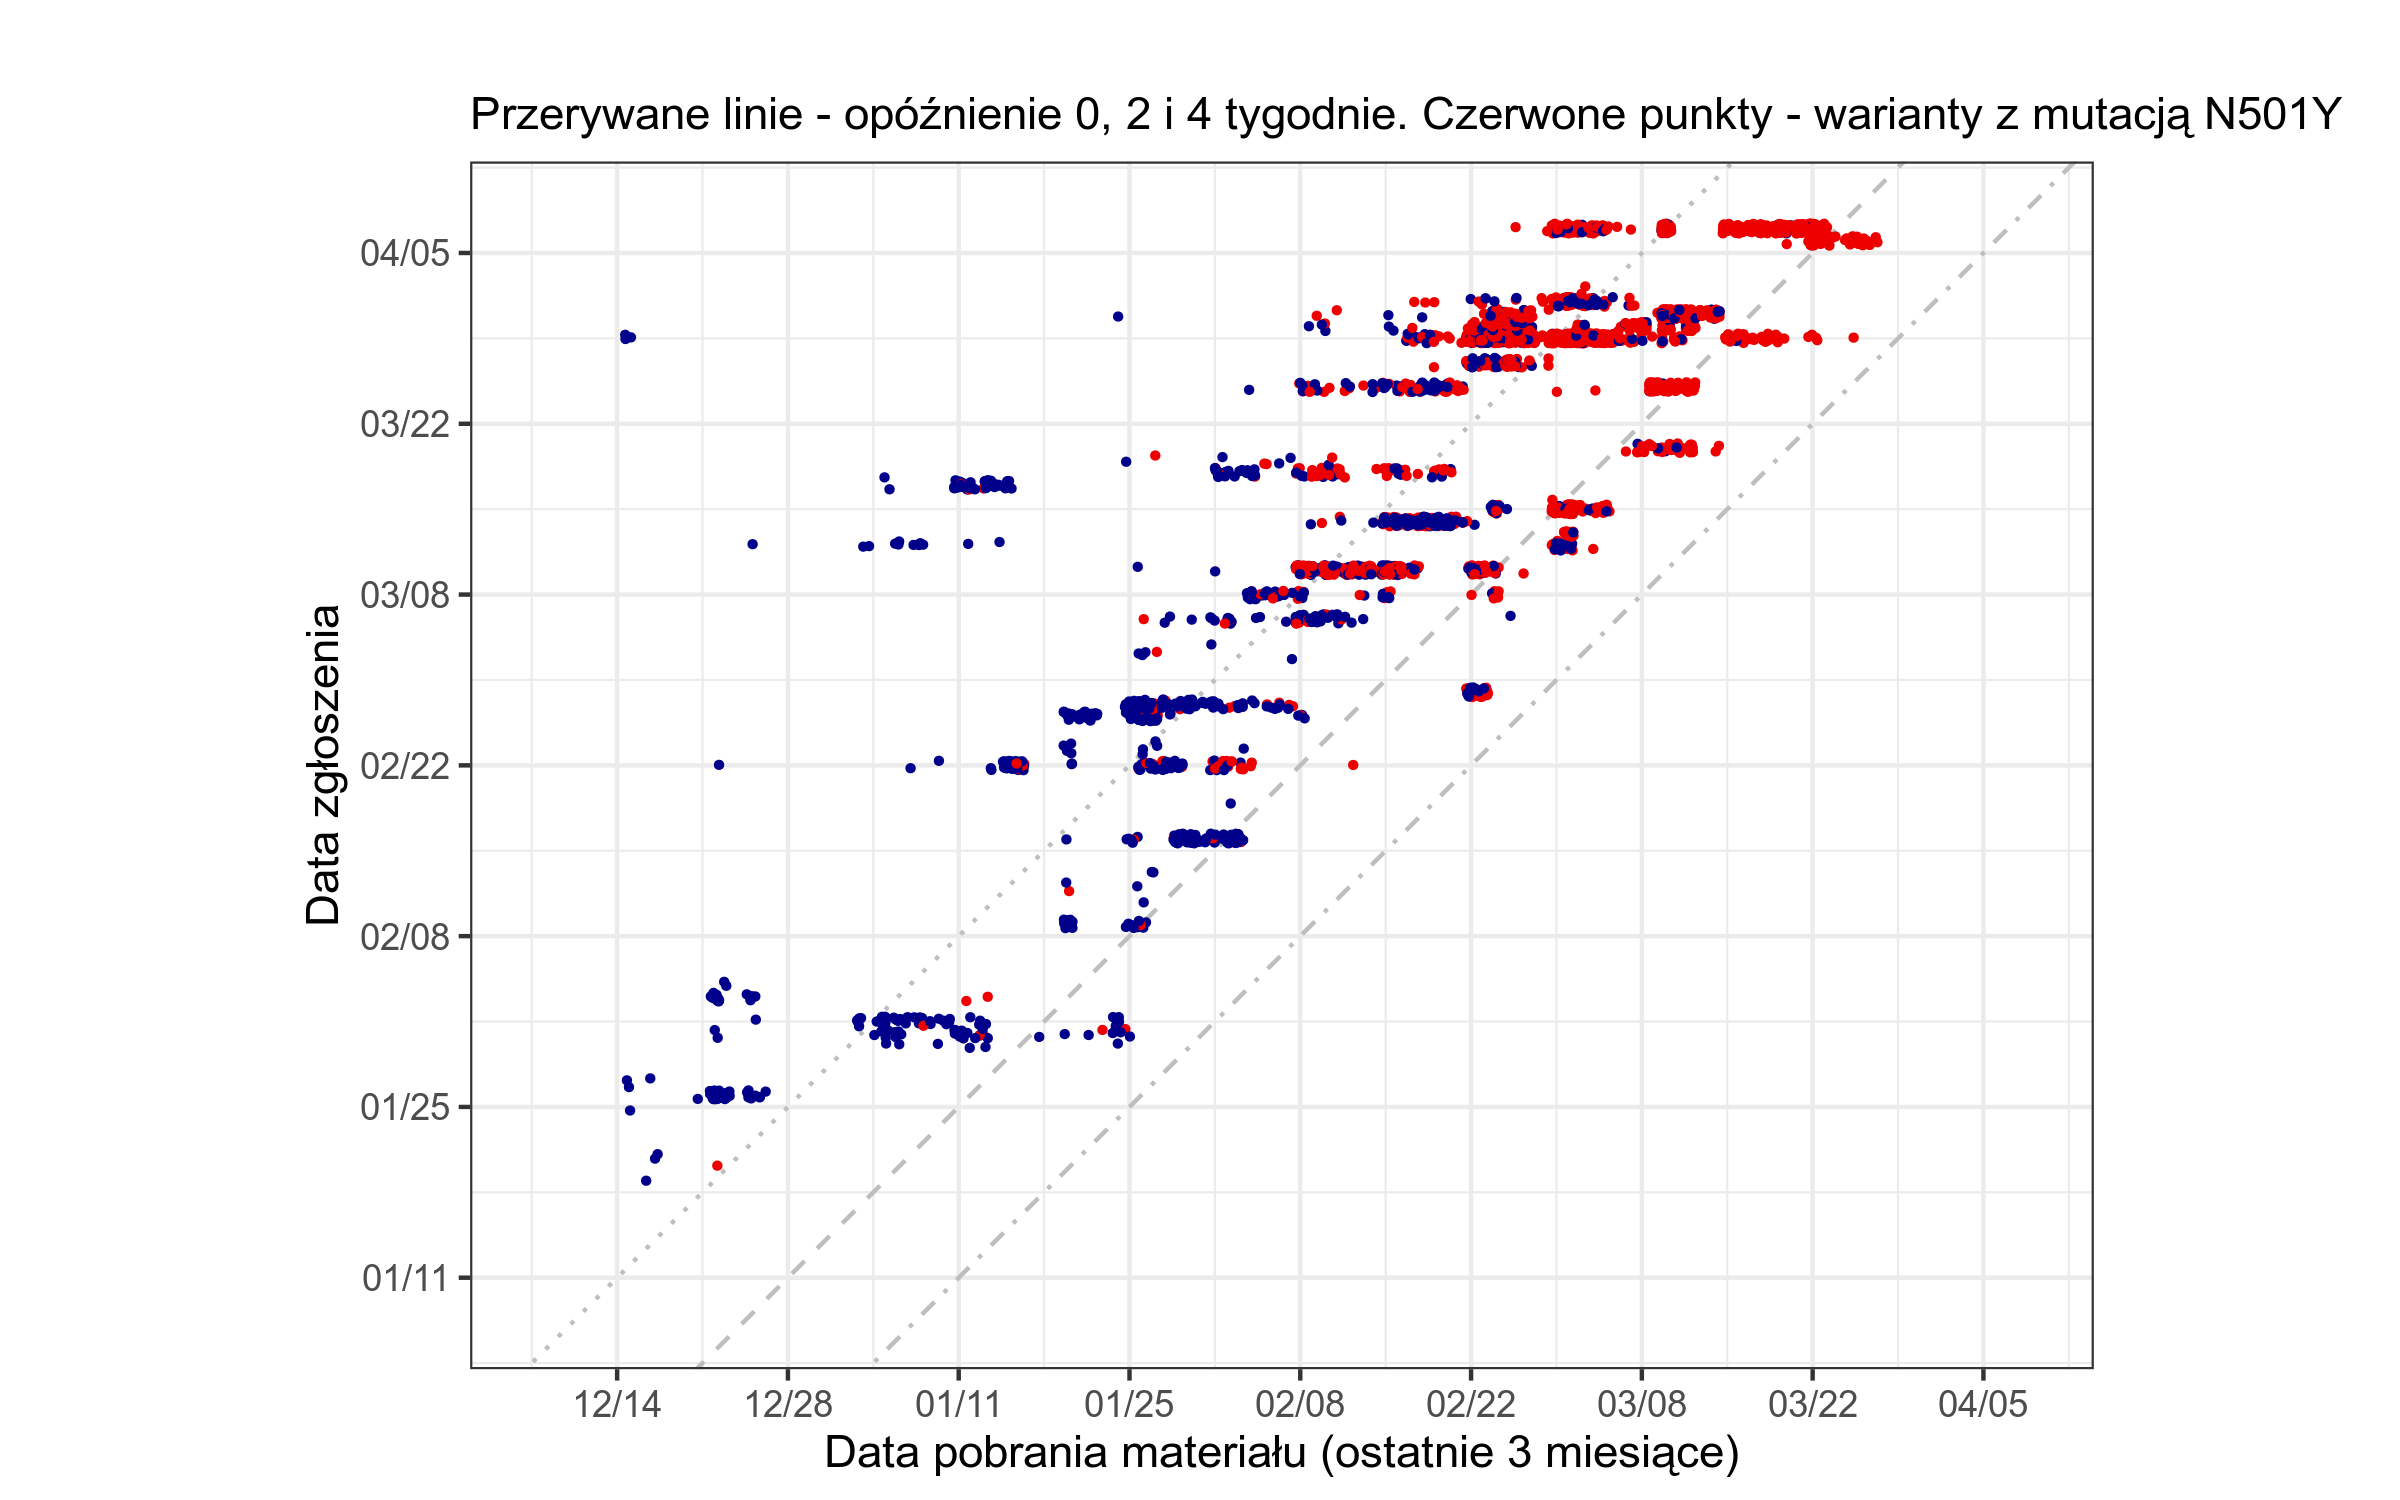 Przerywane linie - opóźnienie 0, 2 i 4 tygodnie. Czerwone punkty - warianty z mutacją N501Y
Data zgłoszenia
04/05
03/22
03/08
02/22
02/08
01/25
01/11
12/14 12/28 01/11 01/25 02/08 02/22 03/08 03/22 04/05
Data pobrania materiału (ostatnie 3 miesiące)